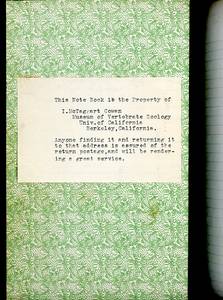 This Note Book is the Property of
I.McTaggart Cowan
Museum of Vertebrate Zoology
Univ.of California
Berkeley,California.
Anyone finding it and returning it
to that address is assured of the
return postage,and will be render-
ing a great service.